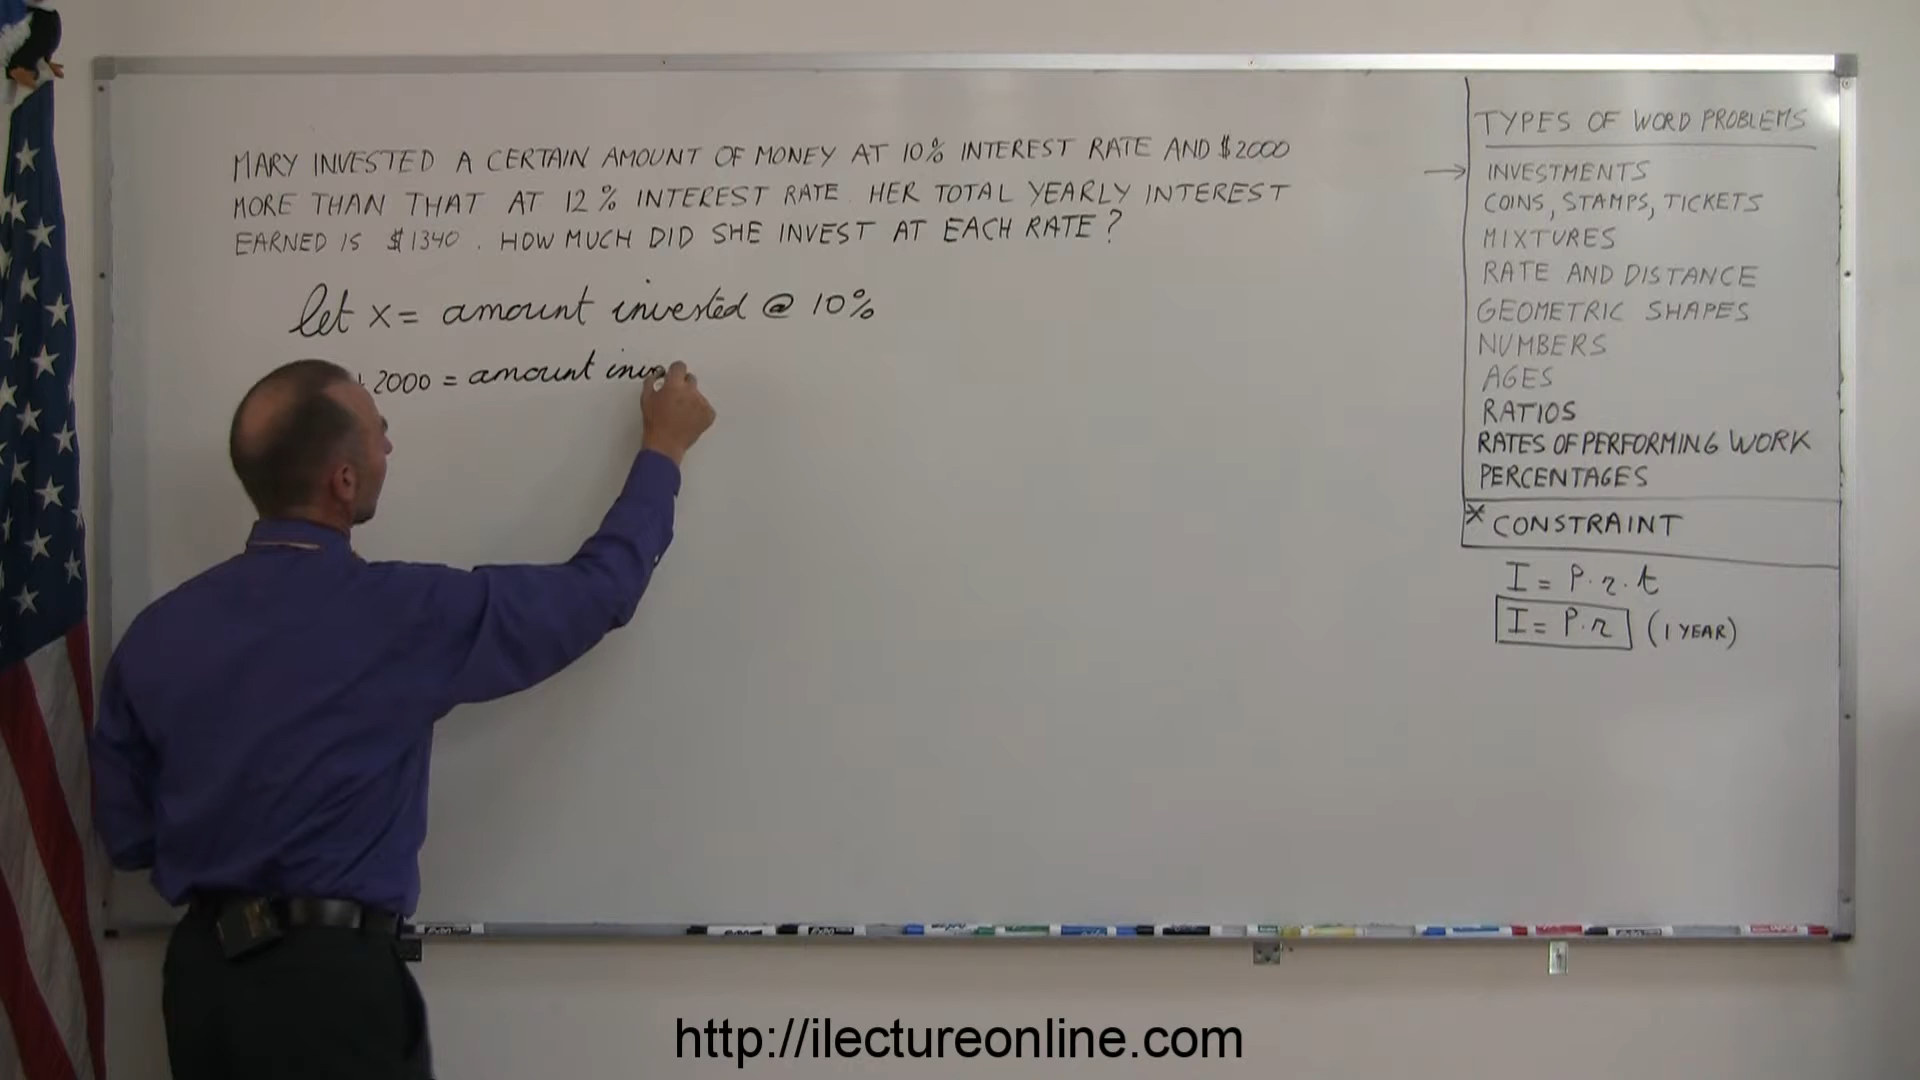 MARY INVESTED A CERTAIN AMOUNT OF MONEY AT 10% INTEREST RATE AND $2000
MORE THAN THAT AT 12% INTEREST RATE. HER TOTAL YEARLY INTEREST
EARNED IS $1340. HOW MUCH DID SHE INVEST AT EACH RATE?
let x = amount invested @ 10%
+ 2000 = amount inv
TYPES OF WORD PROBLEMS
→ INVESTMENTS
COINS, STAMPS, TICKETS
MIXTURES
RATE AND DISTANCE
GEOMETRIC SHAPES
NUMBERS
AGES
RATIOS
RATES OF PERFORMING WORK
PERCENTAGES
* CONSTRAINT
I = P·r·t
I = P·r (1 YEAR)
http://ilectureonline.com